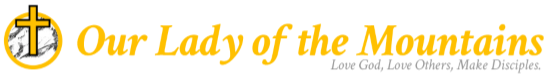 Our Lady of the Mountains
Love God, Love Others, Make Disciples.